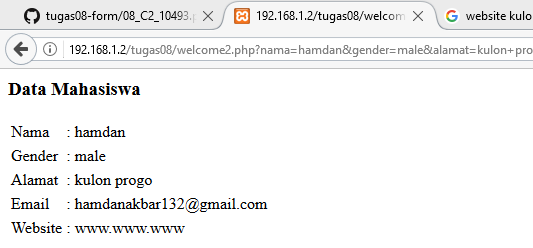 tugas08-form/08_C2_10493.p
192.168.1.2/tugas08/welcom
website kulo
192.168.1.2/tugas08/welcome2.php?nama=hamdan&gender=male&alamat=kulon+pro
Data Mahasiswa
Nama : hamdan
Gender : male
Alamat : kulon progo
Email : hamdanakbar132@gmail.com
Website : www.www.www